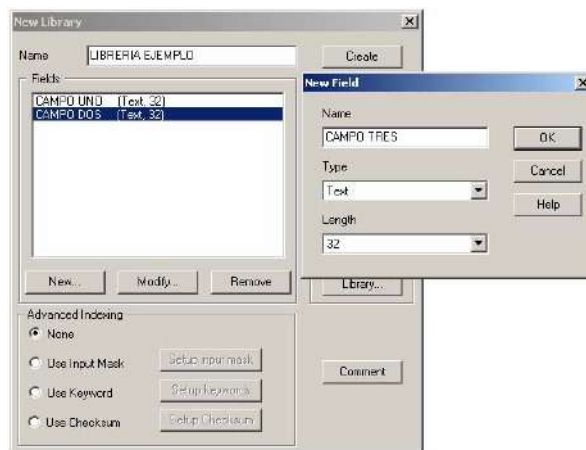 New Library
Name
LIBRERIA EJEMPLO
Create
Fields
CAMPO UNO (Text, 32)
CAMPO DOS (Text, 32)
New...
Modify...
Remove
Library...
New Field
Name
CAMPO TRES
OK
Type
Cancel
Text
Help
Length
32
Advanced Indexing
None
Use Input Mask
Setup input mask
Comment
Use Keyword
Setup keywords
Use Checksum
Setup Checksum